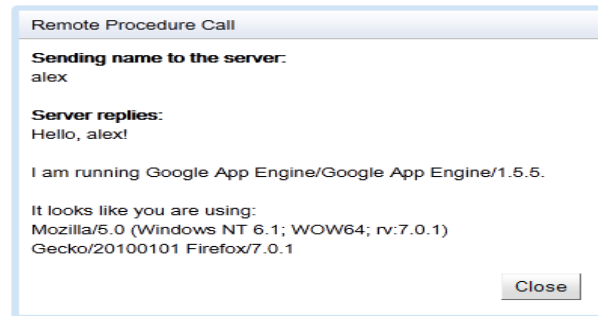 Remote Procedure Call
Sending name to the server:
alex
Server replies:
Hello, alex!
I am running Google App Engine/Google App Engine/1.5.5.
It looks like you are using:
Mozilla/5.0 (Windows NT 6.1; WOW64; rv:7.0.1)
Gecko/20100101 Firefox/7.0.1
Close